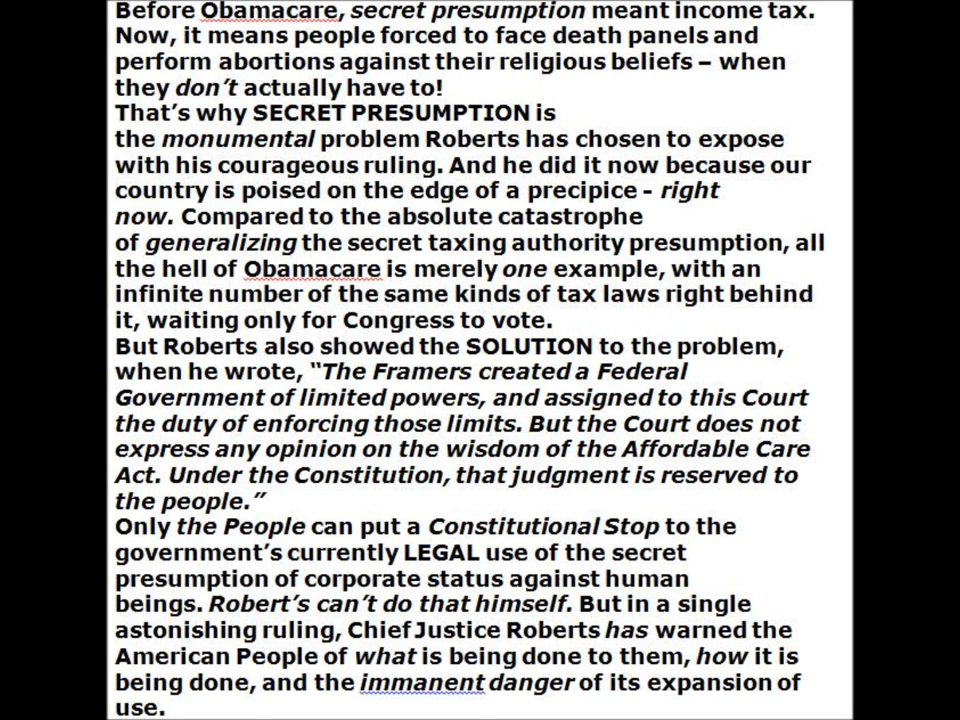 Before Obamacare, secret presumption meant income tax.
Now, it means people forced to face death panels and
perform abortions against their religious beliefs – when
they don't actually have to!
That's why SECRET PRESUMPTION is
the monumental problem Roberts has chosen to expose
with his courageous ruling. And he did it now because our
country is poised on the edge of a precipice - right
now. Compared to the absolute catastrophe
of generalizing the secret taxing authority presumption, all
the hell of Obamacare is merely one example, with an
infinite number of the same kinds of tax laws right behind
it, waiting only for Congress to vote.
But Roberts also showed the SOLUTION to the problem,
when he wrote, “The Framers created a Federal
Government of limited powers, and assigned to this Court
the duty of enforcing those limits. But the Court does not
express any opinion on the wisdom of the Affordable Care
Act. Under the Constitution, that judgment is reserved to
the people.”
Only the People can put a Constitutional Stop to the
government's currently LEGAL use of the secret
presumption of corporate status against human
beings. Robert's can't do that himself. But in a single
astonishing ruling, Chief Justice Roberts has warned the
American People of what is being done to them, how it is
being done, and the immanent danger of its expansion of
use.